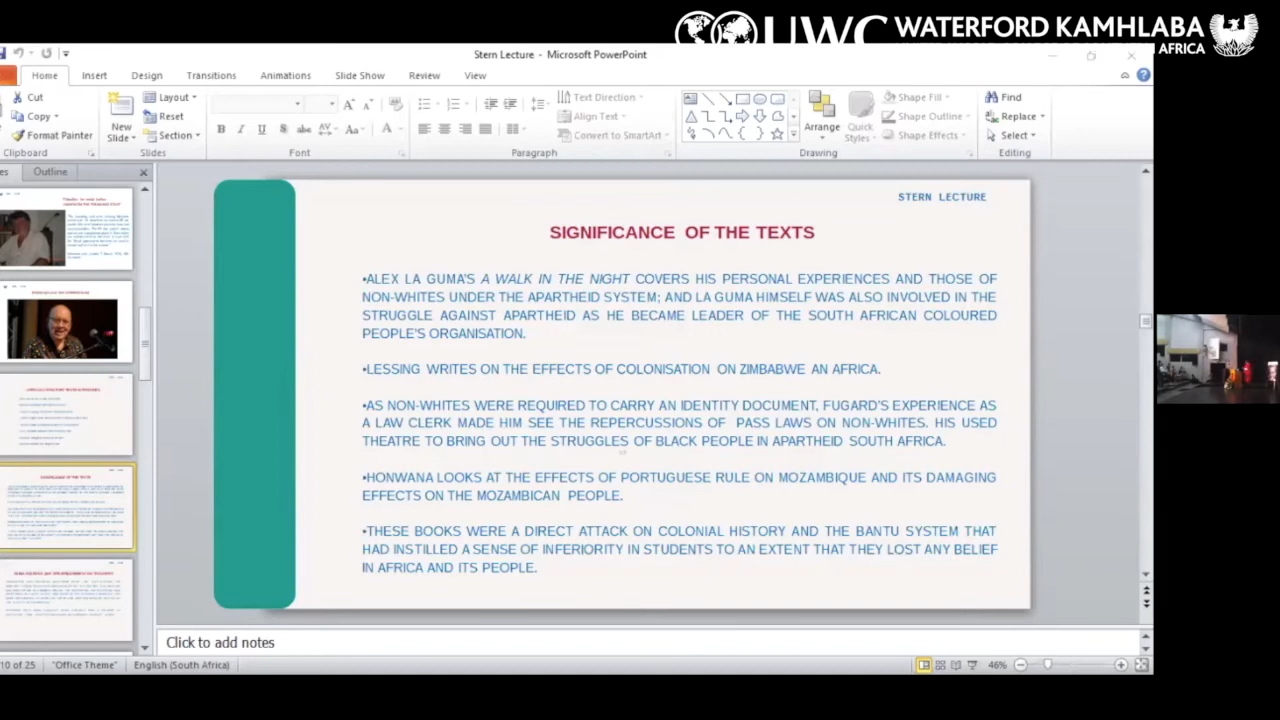 UWC WATERFORD KAMHLABA
AFRICA
Stern Lecture - Microsoft PowerPoint
Home Insert Design Transitions Animations Slide Show Review View
Cut
Copy
Format Painter
Clipboard
New
Slide
Layout
Reset
Section
Slides
B I U S abc AV Aa A
Font
Text Direction
Align Text
Convert to SmartArt
Paragraph
Arrange
Quick
Styles
Shape Fill
Shape Outline
Shape Effects
Drawing
Find
Replace
Select
Editing
Outline
STERN LECTURE
SIGNIFICANCE OF THE TEXTS
•ALEX LA GUMA'S A WALK IN THE NIGHT COVERS HIS PERSONAL EXPERIENCES AND THOSE OF
NON-WHITES UNDER THE APARTHEID SYSTEM; AND LA GUMA HIMSELF WAS ALSO INVOLVED IN THE
STRUGGLE AGAINST APARTHEID AS HE BECAME LEADER OF THE SOUTH AFRICAN COLOURED
PEOPLE'S ORGANISATION.
•LESSING WRITES ON THE EFFECTS OF COLONISATION ON ZIMBABWE AN AFRICA.
•AS NON-WHITES WERE REQUIRED TO CARRY AN IDENTITY DOCUMENT, FUGARD'S EXPERIENCE AS
A LAW CLERK MADE HIM SEE THE REPERCUSSIONS OF PASS LAWS ON NON-WHITES. HIS USED
THEATRE TO BRING OUT THE STRUGGLES OF BLACK PEOPLE IN APARTHEID SOUTH AFRICA.
•HONWANA LOOKS AT THE EFFECTS OF PORTUGUESE RULE ON MOZAMBIQUE AND ITS DAMAGING
EFFECTS ON THE MOZAMBICAN PEOPLE.
•THESE BOOKS WERE A DIRECT ATTACK ON COLONIAL HISTORY AND THE BANTU SYSTEM THAT
HAD INSTILLED A SENSE OF INFERIORITY IN STUDENTS TO AN EXTENT THAT THEY LOST ANY BELIEF
IN AFRICA AND ITS PEOPLE.
Click to add notes
10 of 25 "Office Theme" English (South Africa) 46%